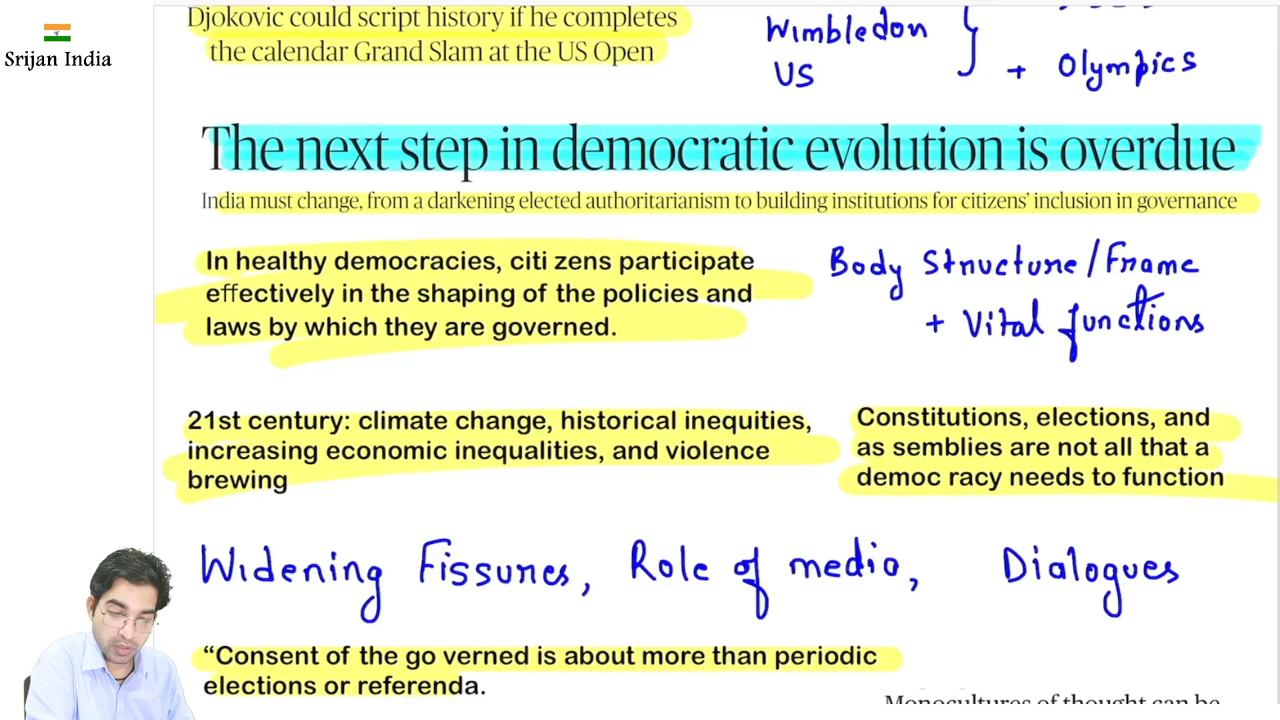 Djokovic could script history if he completes
the calendar Grand Slam at the US Open
Wimbledon
US
+ Olympics
Srijan India
The next step in democratic evolution is overdue
India must change, from a darkening elected authoritarianism to building institutions for citizens' inclusion in governance
In healthy democracies, citi zens participate
effectively in the shaping of the policies and
laws by which they are governed.
Body Structure/Frame
+ Vital functions
21st century: climate change, historical inequities,
increasing economic inequalities, and violence
brewing
Constitutions, elections, and
as semblies are not all that a
democ racy needs to function
Widening Fissures, Role of media, Dialogues
“Consent of the go verned is about more than periodic
elections or referenda.
Monocultures of thought can be